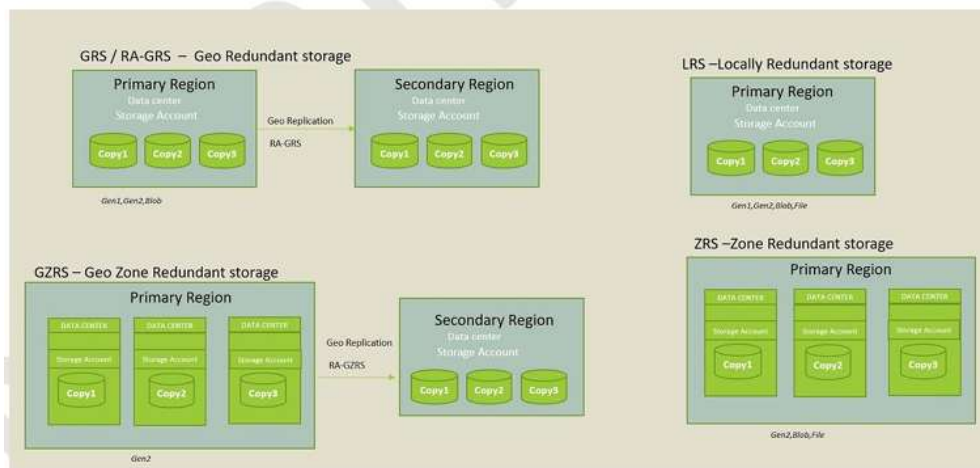 GRS / RA-GRS – Geo Redundant storage
Primary Region
Data center
Storage Account
Copy1 Copy2 Copy3
Gen1,Gen2,Blob
Geo Replication
RA-GRS
Secondary Region
Data center
Storage Account
Copy1 Copy2 Copy3
LRS –Locally Redundant storage
Primary Region
Data center
Storage Account
Copy1 Copy2 Copy3
Gen1,Gen2,Blob,File
GZRS – Geo Zone Redundant storage
Primary Region
DATA CENTER DATA CENTER DATA CENTER
Storage Account Storage Account Storage Account
Copy1 Copy2 Copy3
Gen2
Geo Replication
RA-GZRS
Secondary Region
Data center
Storage Account
Copy1 Copy2 Copy3
ZRS –Zone Redundant storage
Primary Region
DATA CENTER DATA CENTER DATA CENTER
Storage Account Storage Account Storage Account
Copy1 Copy2 Copy3
Gen2,Blob,File